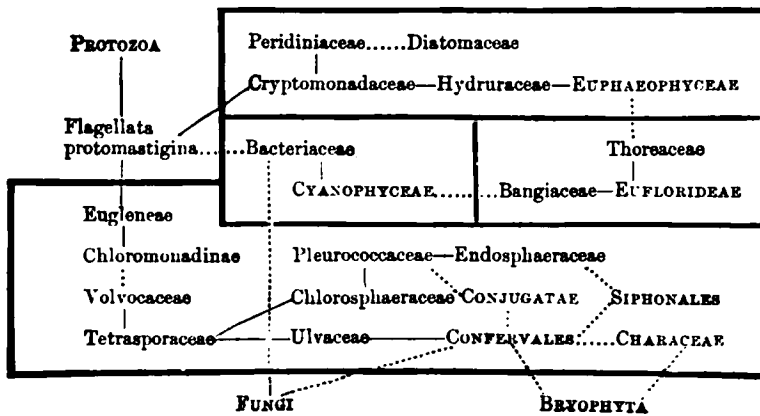 Peridiniaceae......Diatomaceae
PROTOZOA
Cryptomonadaceae—Hydruraceae—EUPHAEOPHYCEAE
Flagellata
protomastigina......Bacteriaceae
Thoreaceae
CYANOPHYCEAE........Bangiaceae—EUFLORIDEAE
Eugleneae
Chloromonadinae
Pleurococcaceae—Endosphaeraceae
Volvocaceae
Chlorosphaeraceae
CONJUGATAE
SIPHONALES
Tetrasporaceae——Ulvaceae——CONFERVALES......CHARACEAE
FUNGI
BRYOPHYTA